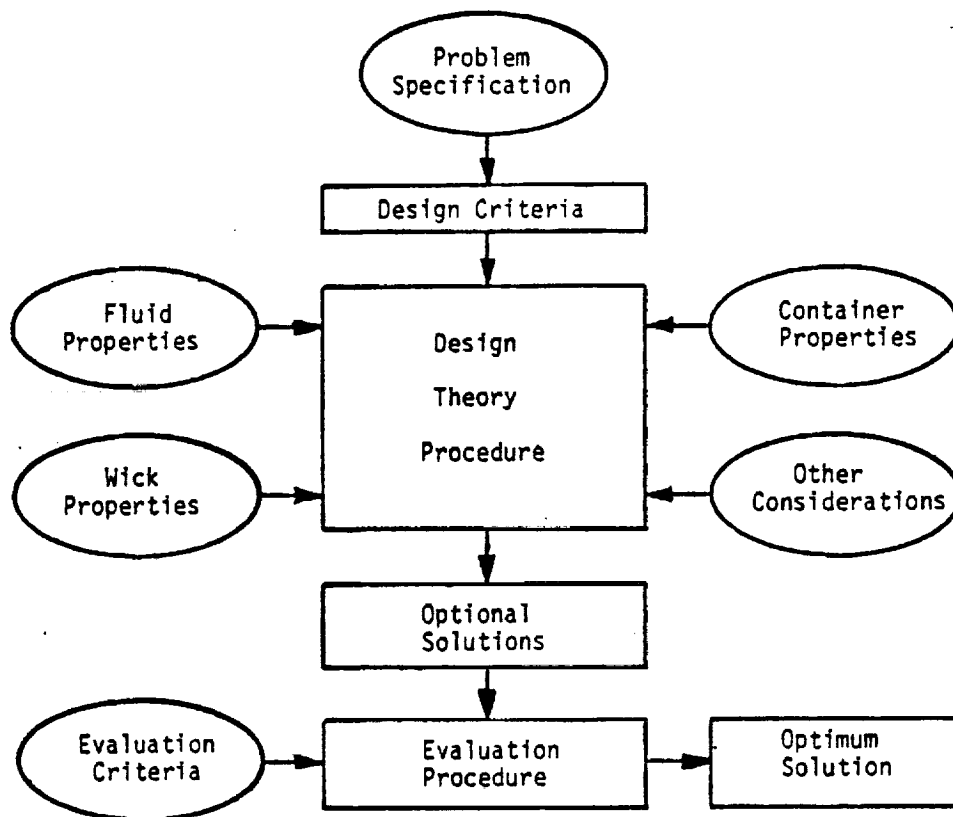 Problem
Specification
Design Criteria
Fluid
Properties
Design
Theory
Procedure
Container
Properties
Wick
Properties
Other
Considerations
Optional
Solutions
Evaluation
Criteria
Evaluation
Procedure
Optimum
Solution